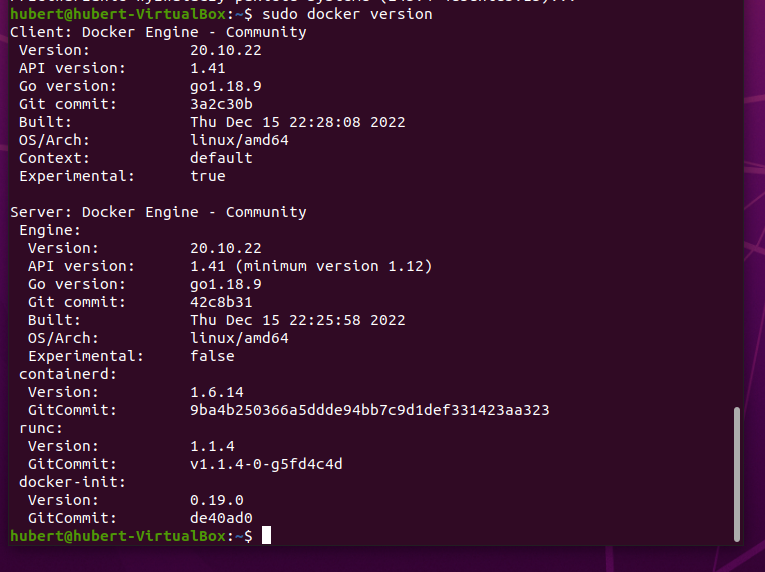 hubert@hubert-VirtualBox:~$ sudo docker version
Client: Docker Engine - Community
 Version:           20.10.22
 API version:       1.41
 Go version:        go1.18.9
 Git commit:        3a2c30b
 Built:             Thu Dec 15 22:28:08 2022
 OS/Arch:           linux/amd64
 Context:           default
 Experimental:      true

Server: Docker Engine - Community
 Engine:
  Version:          20.10.22
  API version:      1.41 (minimum version 1.12)
  Go version:       go1.18.9
  Git commit:       42c8b31
  Built:            Thu Dec 15 22:25:58 2022
  OS/Arch:          linux/amd64
  Experimental:     false
 containerd:
  Version:          1.6.14
  GitCommit:        9ba4b250366a5ddde94bb7c9d1def331423aa323
 runc:
  Version:          1.1.4
  GitCommit:        v1.1.4-0-g5fd4c4d
 docker-init:
  Version:          0.19.0
  GitCommit:        de40ad0
hubert@hubert-VirtualBox:~$